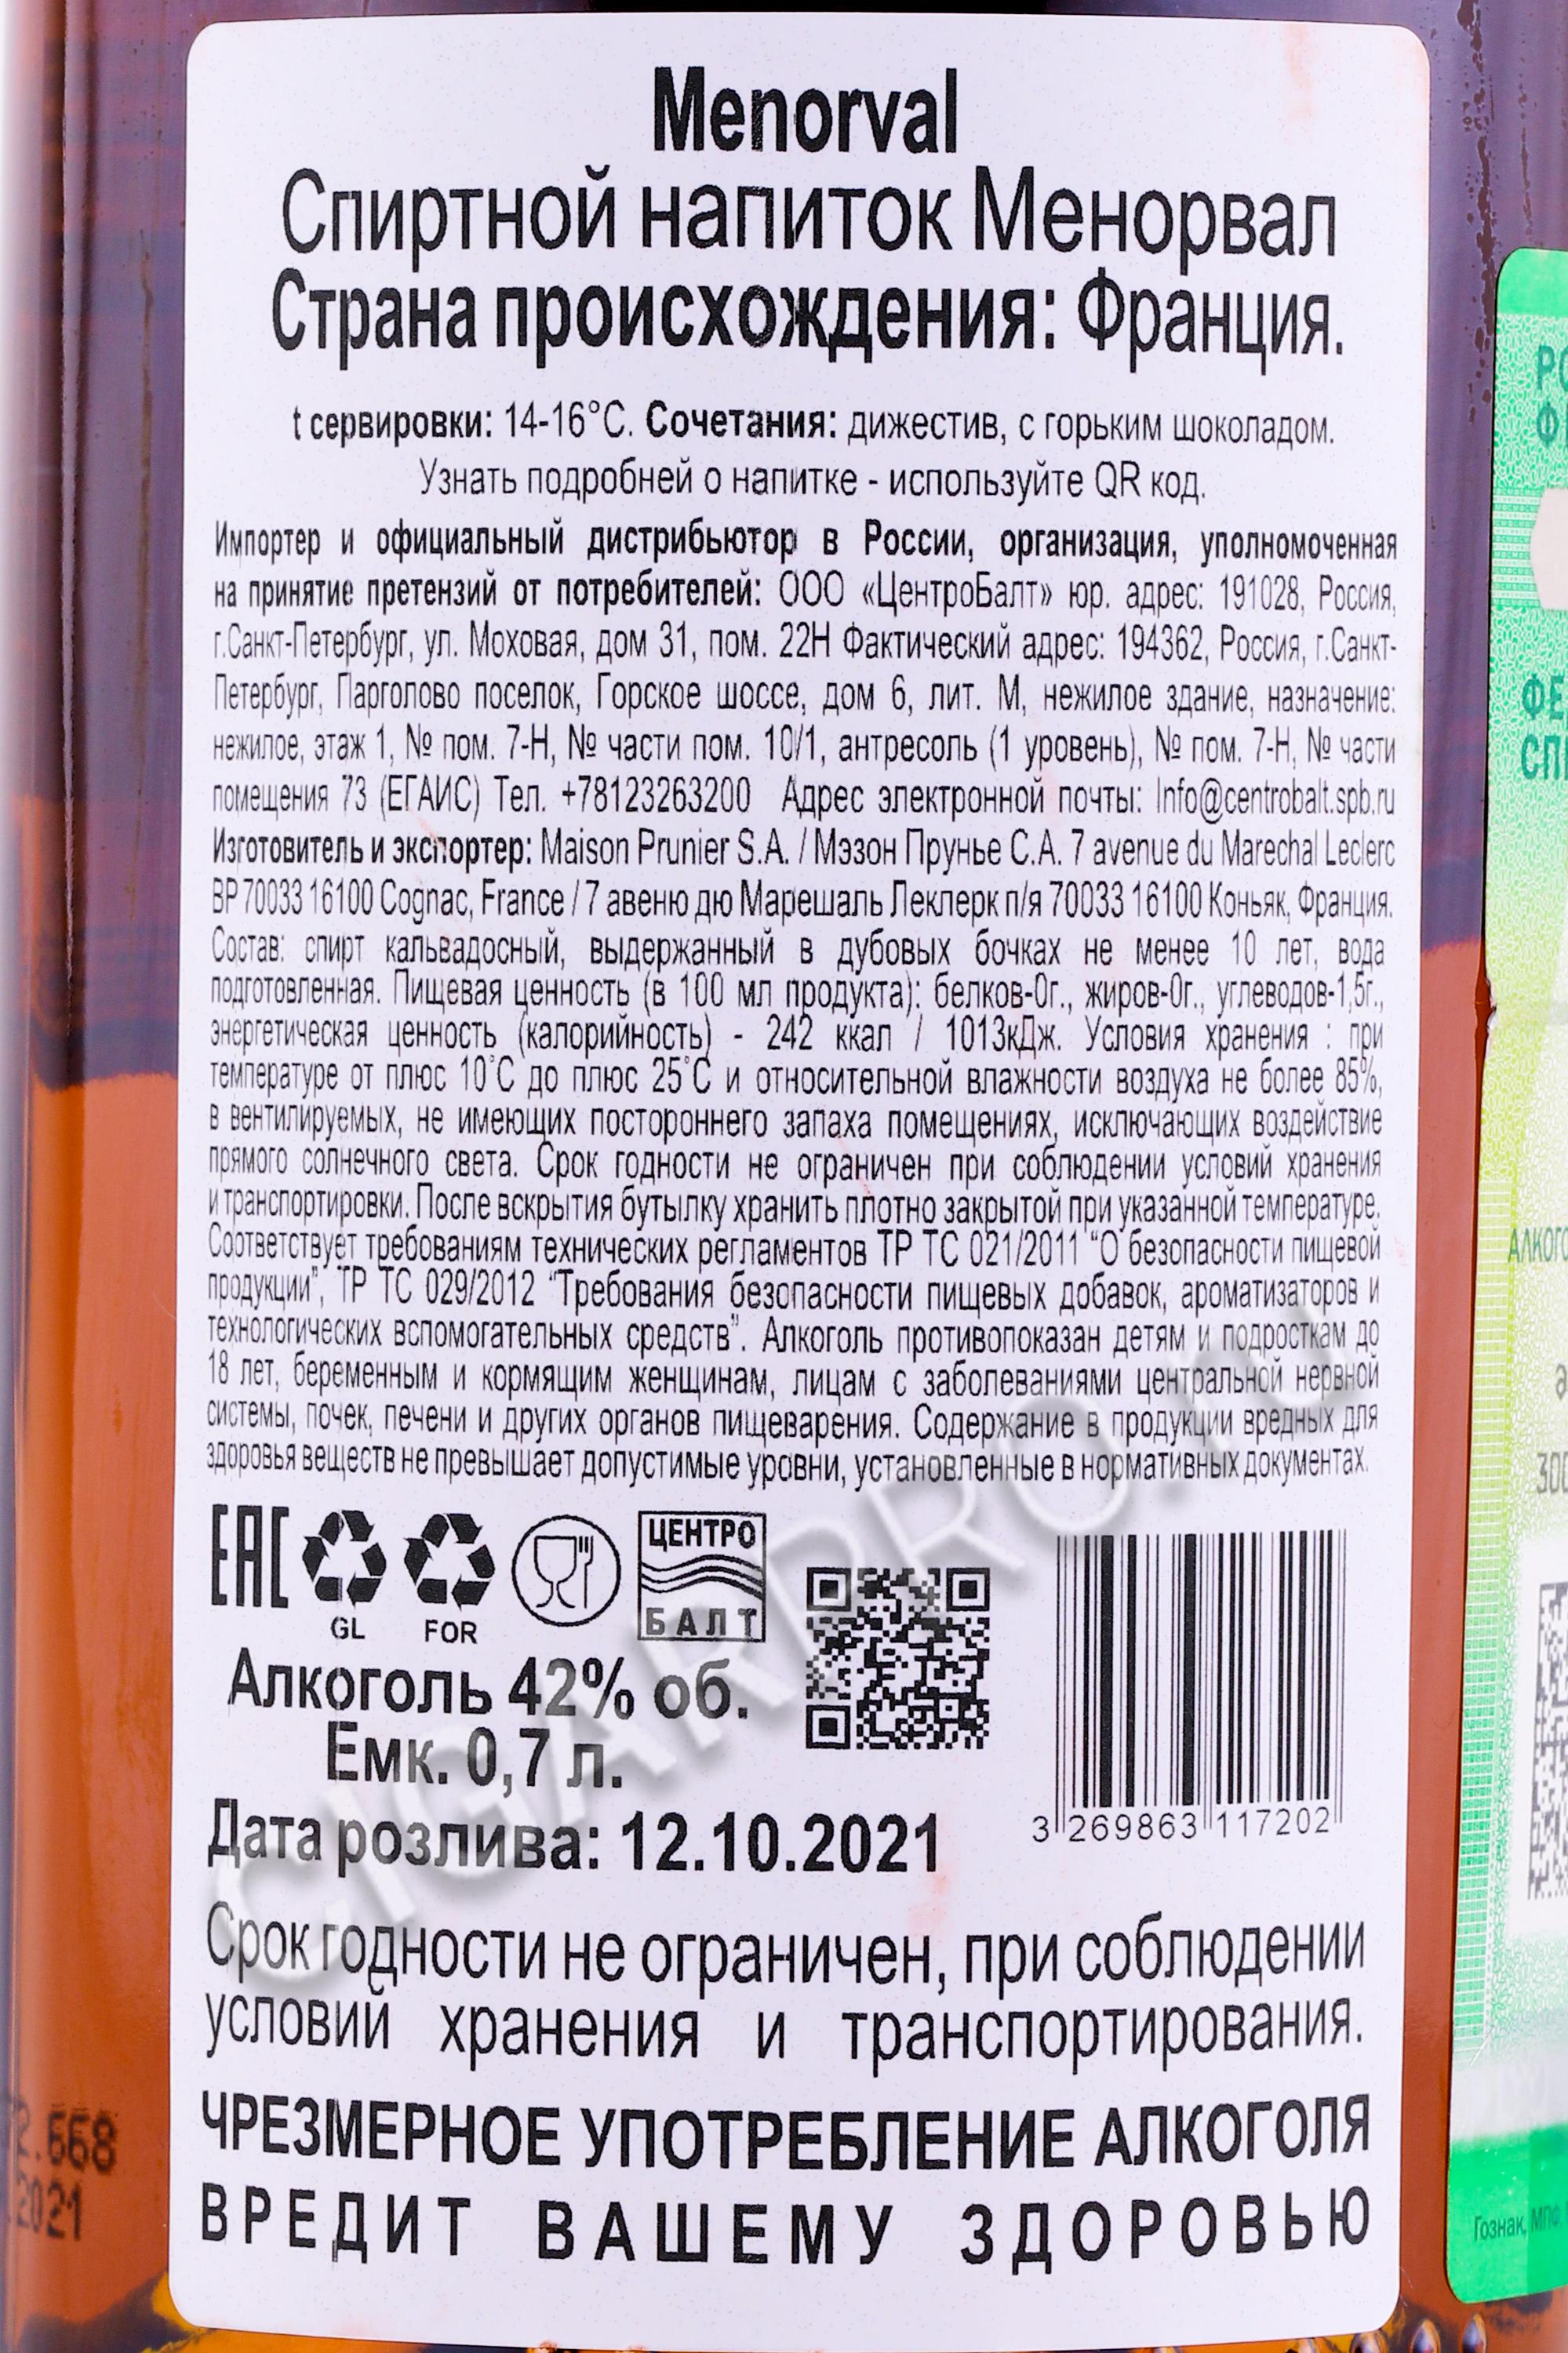 Menorval
Спиртной напиток Менорвал
Страна происхождения: Франция.
t сервировки: 14-16°C. Сочетания: дижестив, с горьким шоколадом.
Узнать подробней о напитке - используйте QR код.
Импортер и официальный дистрибьютор в России, организация, уполномоченная
на принятие претензий от потребителей: ООО «ЦентроБалт» юр. адрес: 191028, Россия,
г.Санкт-Петербург, ул. Моховая, дом 31, пом. 22Н Фактический адрес: 194362, Россия, г.Санкт-
Петербург, Парголово поселок, Горское шоссе, дом 6, лит. М, нежилое здание, назначение:
нежилое, этаж 1, № пом. 7-Н, № части пом. 10/1, антресоль (1 уровень), № пом. 7-Н, № части
помещения 73 (ЕГАИС) Тел. +78123263200 Адрес электронной почты: Info@centrobalt.spb.ru
Изготовитель и экспортер: Maison Prunier S.A. / Мэзон Прунье С.А. 7 avenue du Marechal Leclerc
BP 70033 16100 Cognac, France / 7 авеню дю Марешаль Леклерк п/я 70033 16100 Коньяк, Франция.
Состав: спирт кальвадосный, выдержанный в дубовых бочках не менее 10 лет, вода
подготовленная. Пищевая ценность (в 100 мл продукта): белков-0г., жиров-0г., углеводов-1,5г.,
энергетическая ценность (калорийность) - 242 ккал / 1013кДж. Условия хранения : при
температуре от плюс 10°С до плюс 25°С и относительной влажности воздуха не более 85%,
в вентилируемых, не имеющих постороннего запаха помещениях, исключающих воздействие
прямого солнечного света. Срок годности не ограничен при соблюдении условий хранения
и транспортировки. После вскрытия бутылку хранить плотно закрытой при указанной температуре.
Соответствует требованиям технических регламентов ТР ТС 021/2011 "О безопасности пищевой
продукции", ТР ТС 029/2012 "Требования безопасности пищевых добавок, ароматизаторов и
технологических вспомогательных средств". Алкоголь противопоказан детям и подросткам до
18 лет, беременным и кормящим женщинам, лицам с заболеваниями центральной нервной
системы, почек, печени и других органов пищеварения. Содержание в продукции вредных для
здоровья веществ не превышает допустимые уровни, установленные в нормативных документах.
EAC
GL
FOR
ЦЕНТРО
БАЛТ
Алкоголь 42% об.
Емк. 0,7 л.
3 269863 117202
Дата розлива: 12.10.2021
Срок годности не ограничен, при соблюдении
условий хранения и транспортирования.
ЧРЕЗМЕРНОЕ УПОТРЕБЛЕНИЕ АЛКОГОЛЯ
ВРЕДИТ ВАШЕМУ ЗДОРОВЬЮ
CIGARPRO.ru
.668
2021
Гознак,